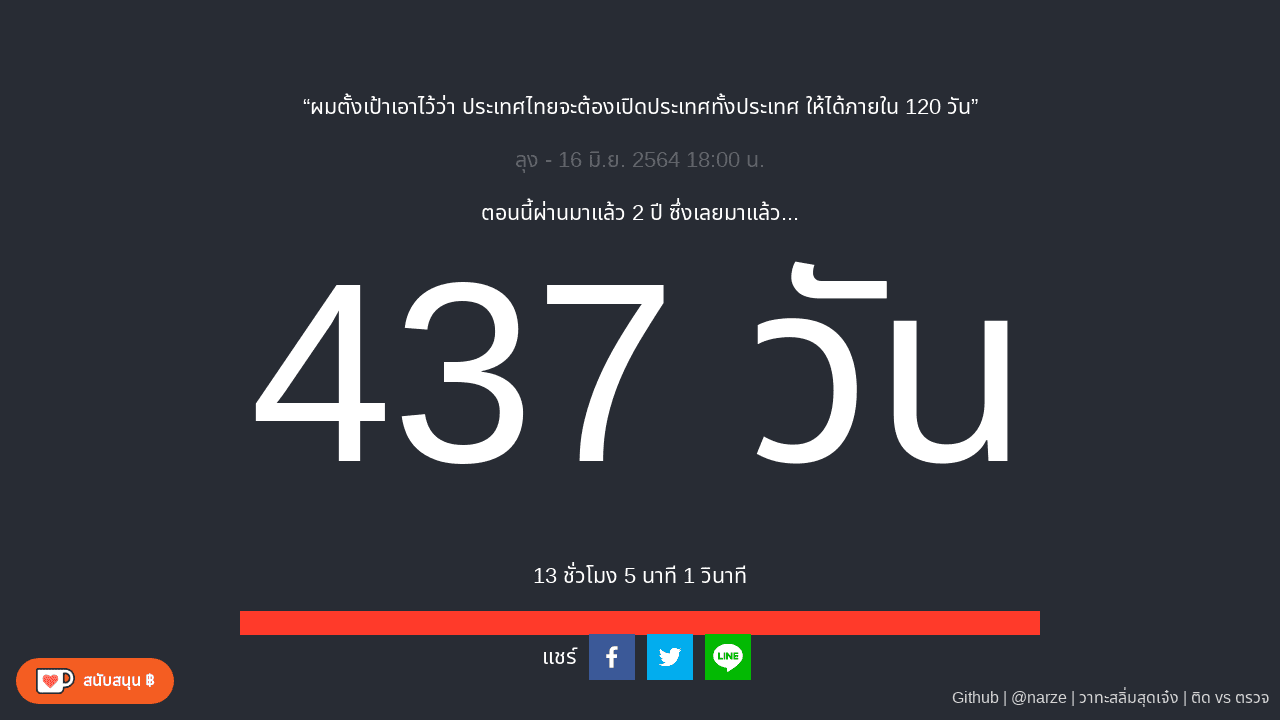 “ผมตั้งเป้าเอาไว้ว่า ประเทศไทยจะต้องเปิดประเทศทั้งประเทศ ให้ได้ภายใน 120 วัน”
ลุง - 16 มิ.ย. 2564 18:00 น.
ตอนนี้ผ่านมาแล้ว 2 ปี ซึ่งเลยมาแล้ว...
437 วัน
13 ชั่วโมง 5 นาที 1 วินาที
แชร์
LINE
สนับสนุน ฿
Github | @narze | วาทะสลิ่มสุดเจ๋ง | ติด vs ตรวจ